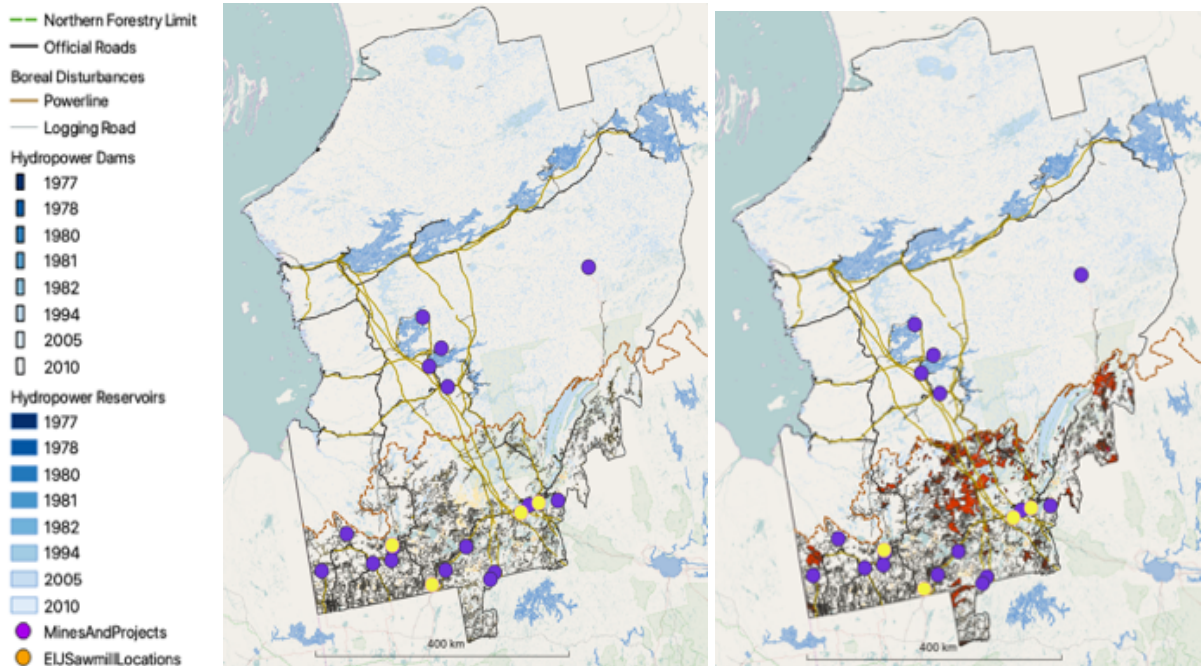 Northern Forestry Limit
Official Roads
Boreal Disturbances
Powerline
Logging Road
Hydropower Dams
1977
1978
1980
1981
1982
1994
2005
2010
Hydropower Reservoirs
1977
1978
1980
1981
1982
1994
2005
2010
MinesAndProjects
EIJSawmillLocations
400 km
400 km